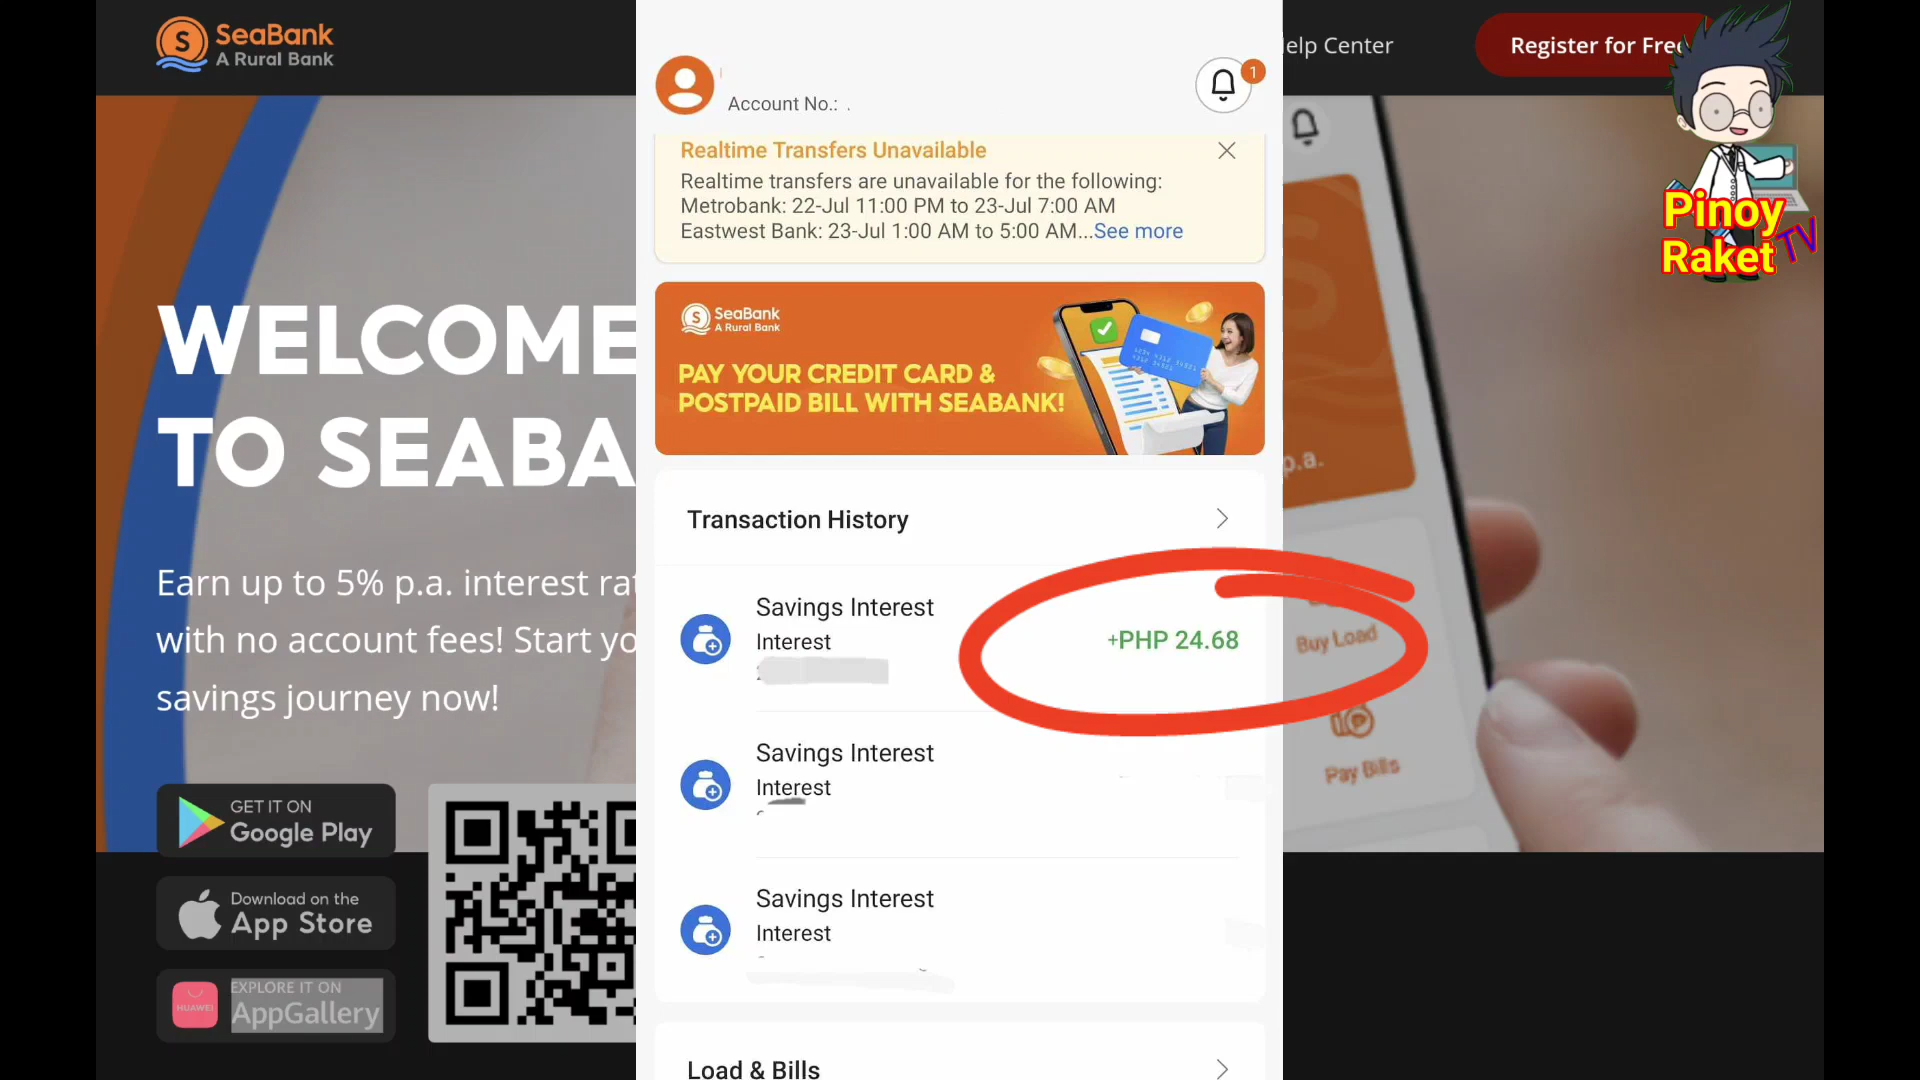 SeaBank
A Rural Bank
Account No.:
1
elp Center
Register for Free
Pinoy
Raket TV
Realtime Transfers Unavailable
Realtime transfers are unavailable for the following:
Metrobank: 22-Jul 11:00 PM to 23-Jul 7:00 AM
Eastwest Bank: 23-Jul 1:00 AM to 5:00 AM...See more
SeaBank
A Rural Bank
PAY YOUR CREDIT CARD &
POSTPAID BILL WITH SEABANK!
WELCOME
TO SEABA
p.a.
Earn up to 5% p.a. interest rat
with no account fees! Start yo
savings journey now!
Transaction History
Savings Interest
Interest
+PHP 24.68
Buy Load
Savings Interest
Interest
Pay Bills
Savings Interest
Interest
GET IT ON
Google Play
Download on the
App Store
HUAWEI
EXPLORE IT ON
AppGallery
Load & Bills